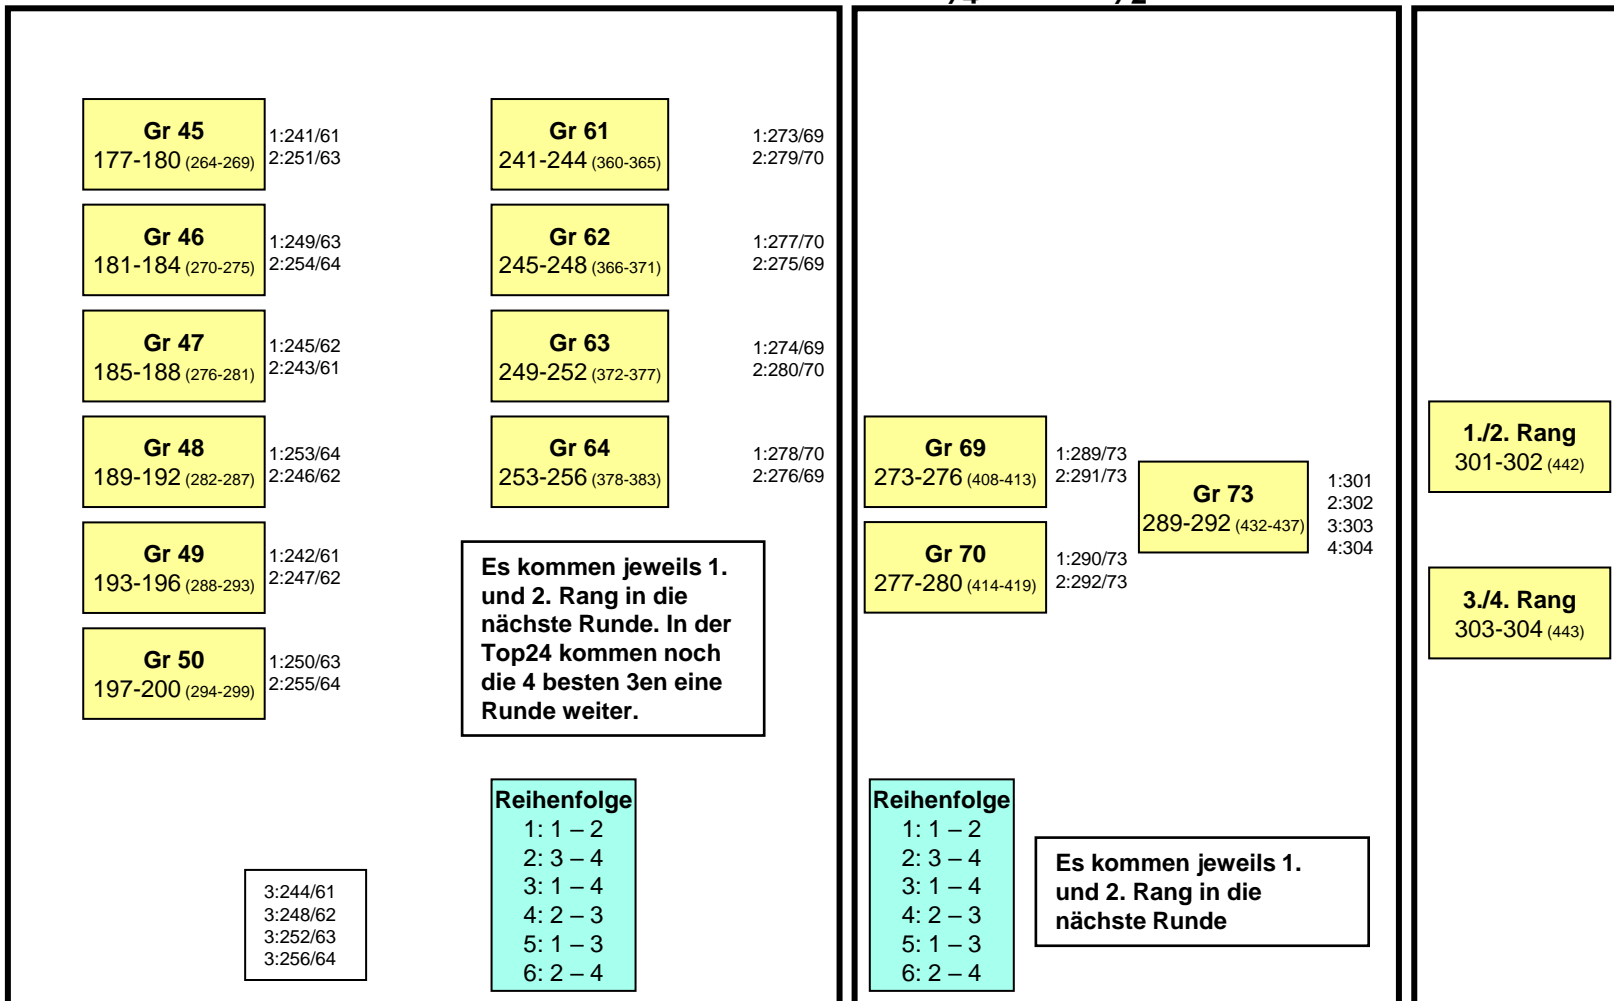 Gr 45
177-180 (264-269)
1:241/61
2:251/63
Gr 46
181-184 (270-275)
1:249/63
2:254/64
Gr 47
185-188 (276-281)
1:245/62
2:243/61
Gr 48
189-192 (282-287)
1:253/64
2:246/62
Gr 49
193-196 (288-293)
1:242/61
2:247/62
Gr 50
197-200 (294-299)
1:250/63
2:255/64
3:244/61
3:248/62
3:252/63
3:256/64
Gr 61
241-244 (360-365)
1:273/69
2:279/70
Gr 62
245-248 (366-371)
1:277/70
2:275/69
Gr 63
249-252 (372-377)
1:274/69
2:280/70
Gr 64
253-256 (378-383)
1:278/70
2:276/69
Es kommen jeweils 1.
und 2. Rang in die
nächste Runde. In der
Top24 kommen noch
die 4 besten 3en eine
Runde weiter.
Reihenfolge
1: 1 – 2
2: 3 – 4
3: 1 – 4
4: 2 – 3
5: 1 – 3
6: 2 – 4
Gr 69
273-276 (408-413)
1:289/73
2:291/73
Gr 70
277-280 (414-419)
1:290/73
2:292/73
Gr 73
289-292 (432-437)
1:301
2:302
3:303
4:304
Reihenfolge
1: 1 – 2
2: 3 – 4
3: 1 – 4
4: 2 – 3
5: 1 – 3
6: 2 – 4
Es kommen jeweils 1.
und 2. Rang in die
nächste Runde
1./2. Rang
301-302 (442)
3./4. Rang
303-304 (443)